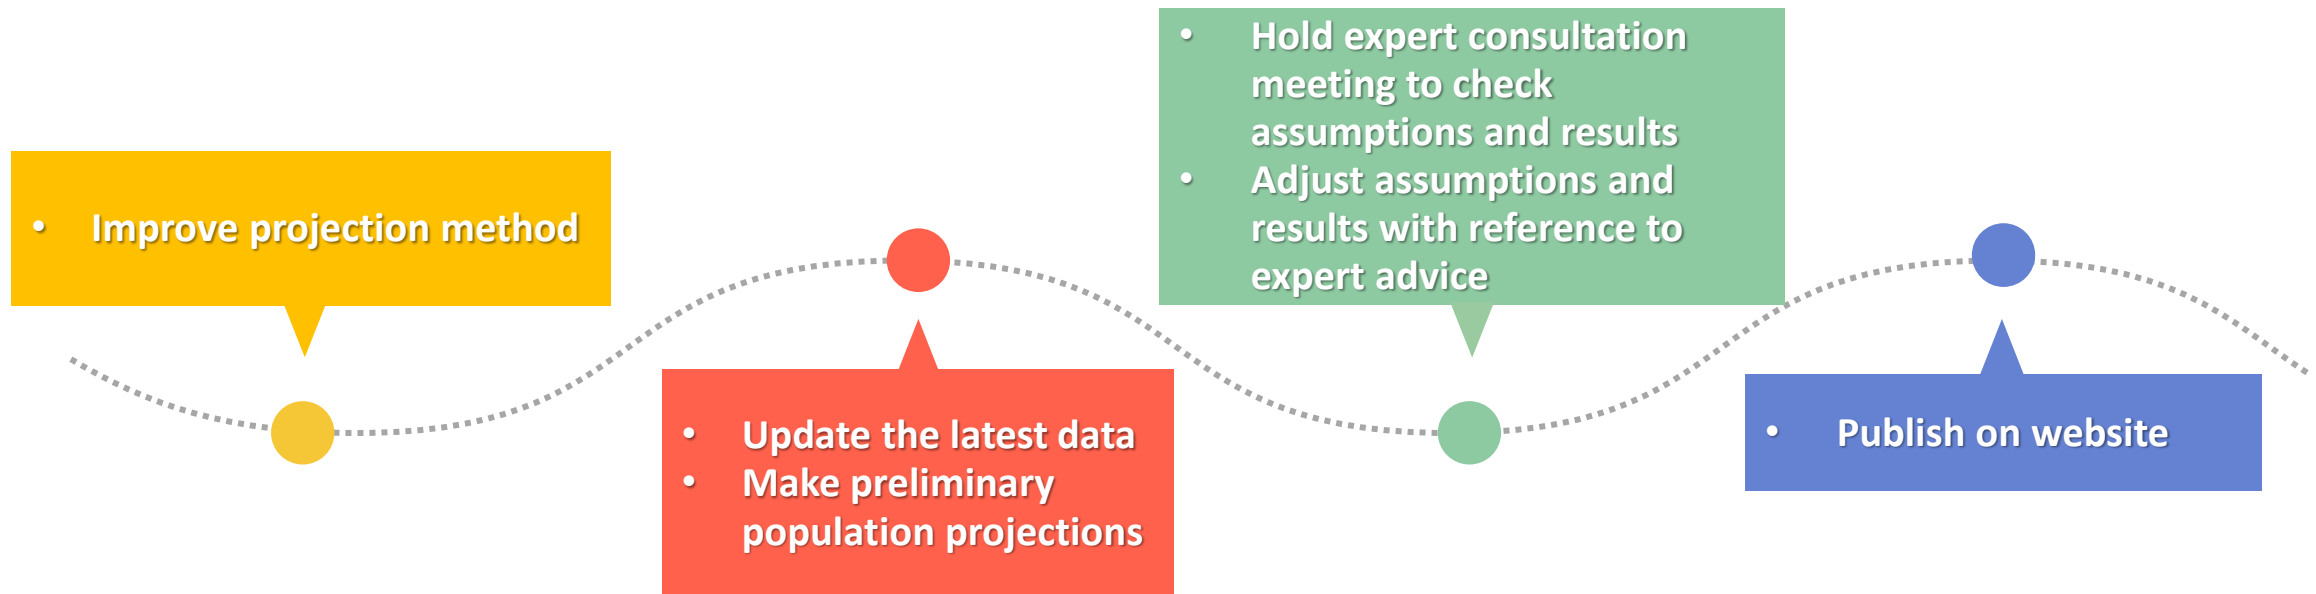 • Improve projection method
• Update the latest data
• Make preliminary
population projections
• Hold expert consultation
meeting to check
assumptions and results
• Adjust assumptions and
results with reference to
expert advice
• Publish on website